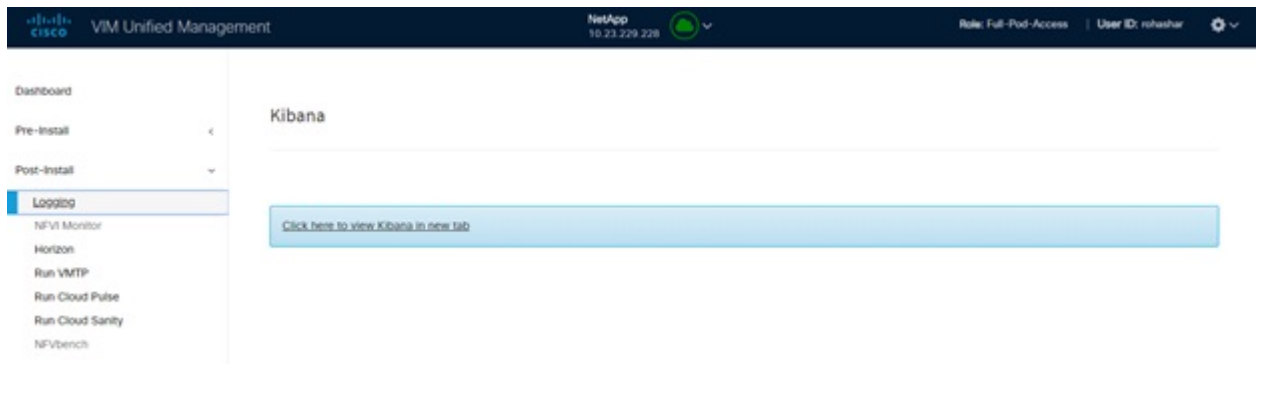 CISCO VIM Unified Management
NetApp
10.23.229.228
Role: Full-Pod-Access | User ID: rohashar
Dashboard
Pre-Install
Post-Install
Logging
NFVI Monitor
Horizon
Run VMTP
Run Cloud Pulse
Run Cloud Sanity
NFVbench
Kibana
Click here to view Kibana in new tab